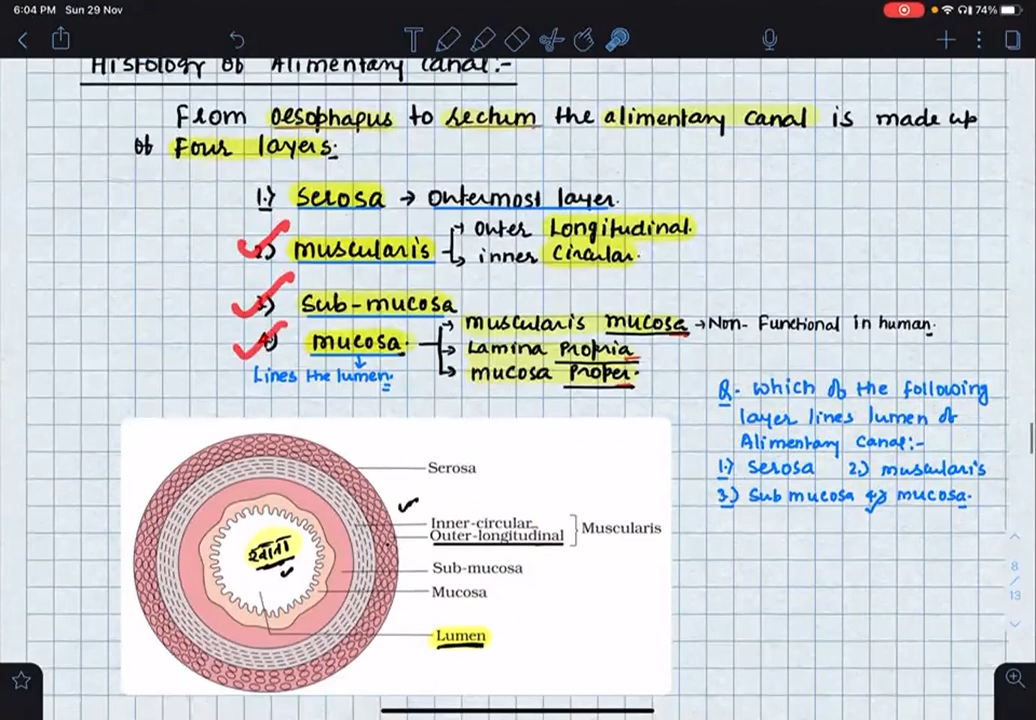 6:04 PM Sun 29 Nov
74%
Histology of Alimentary Canal:-
From oesophapus to rectum the alimentary canal is made up
of Four layers:
1.) Serosa → Outermost layer.
2.) muscularis → outer Longitudinal.
→ inner Circular.
3.) Sub-mucosa
4.) mucosa. → muscularis mucosa → Non-Functional in human.
→ Lamina Propria
→ mucosa Proper.
Lines the lumen.
Q. which of the following
layer lines lumen of
Alimentary Canal:-
1.) Serosa 2.) muscularis
3.) Sub mucosa 4.) mucosa.
Serosa
Inner-circular
Outer-longitudinal
Muscularis
Sub-mucosa
Mucosa
Lumen
8
13